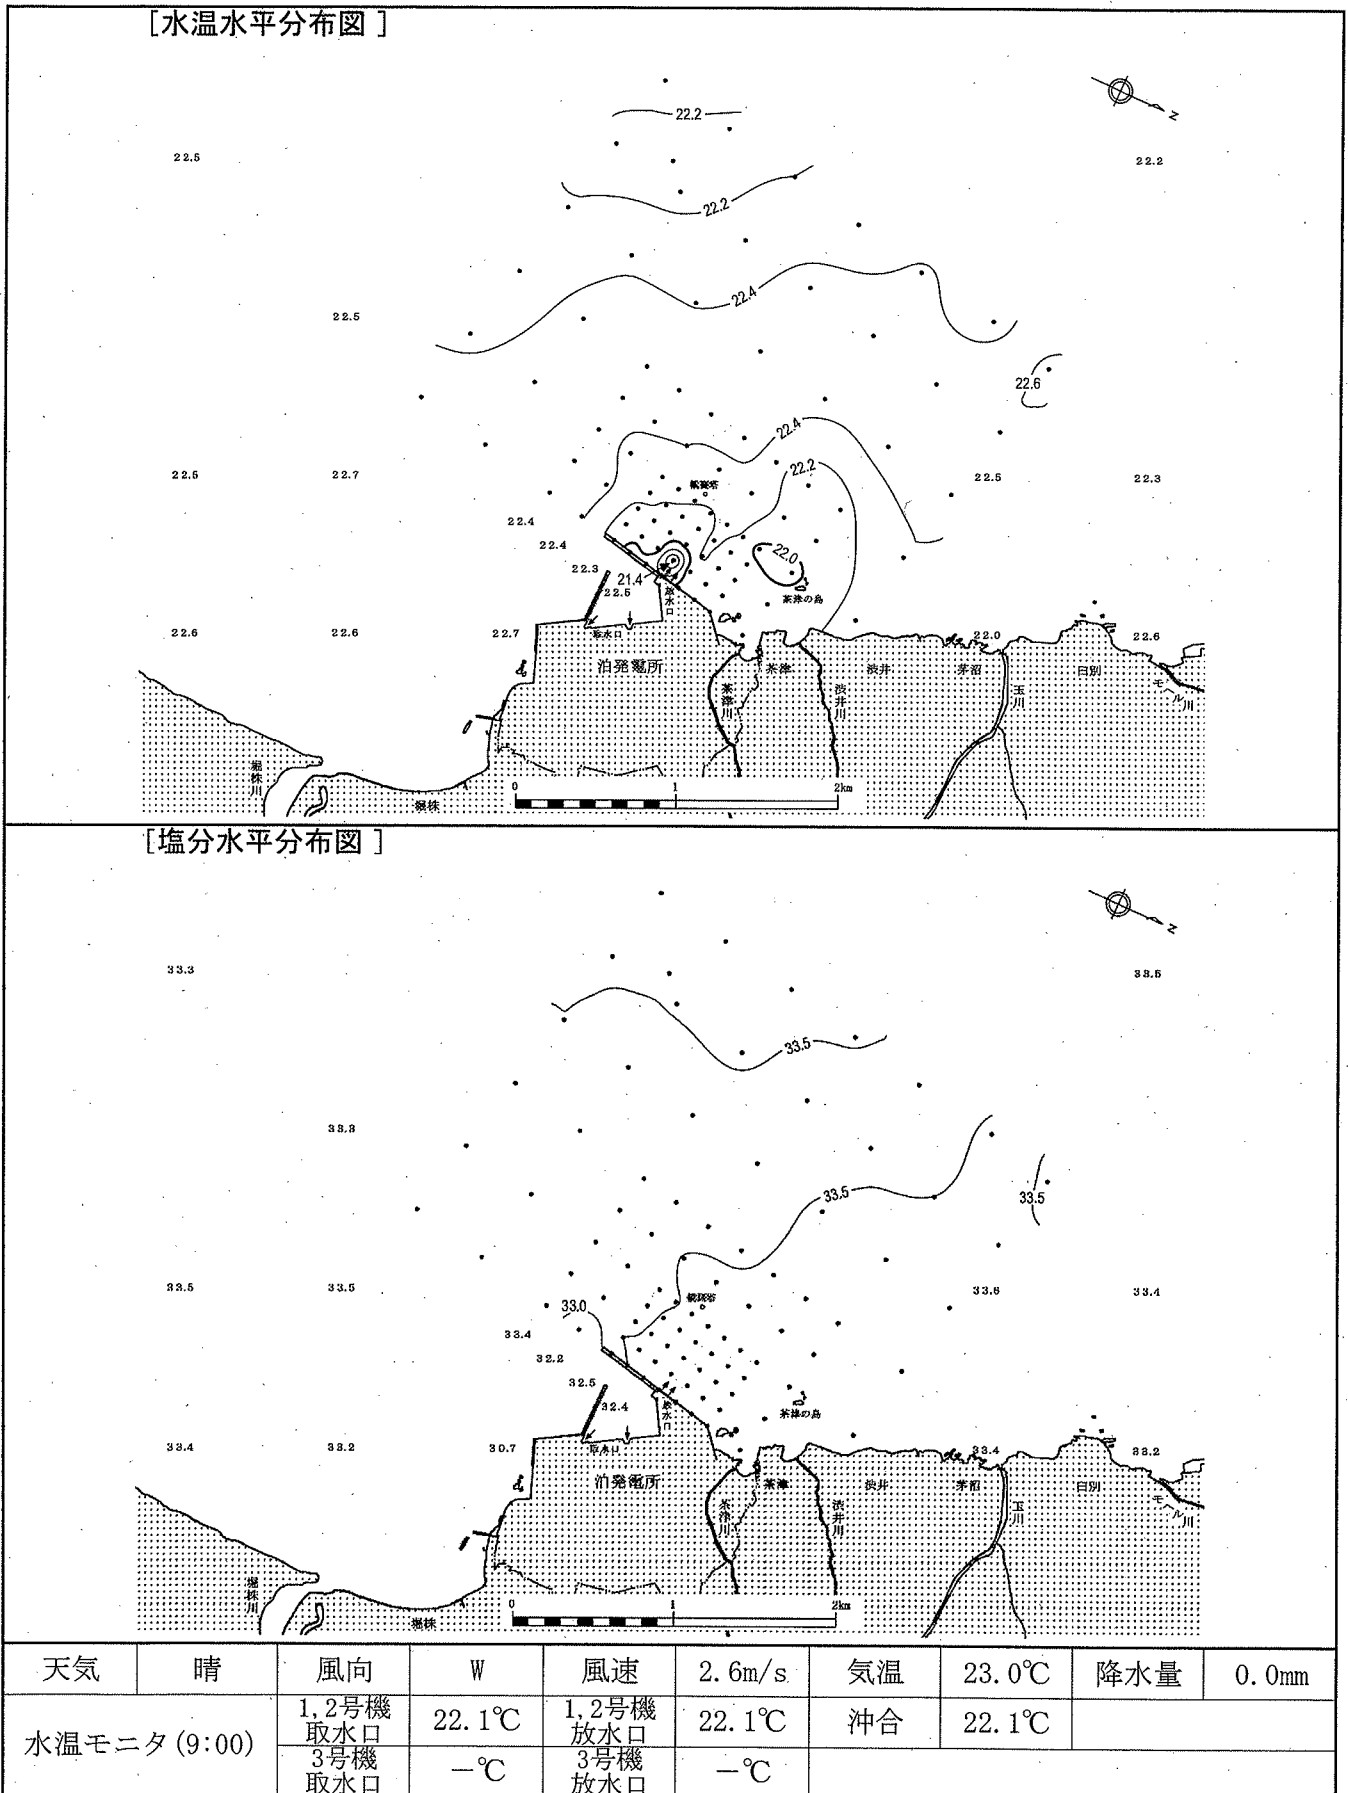 [水温水平分布図 ]
N
22.2
22.5
22.2
22.2
22.4
22.5
22.6
22.4
22.2
22.5
22.7
22.5
22.3
22.4
22.4
22.0
22.3
21.4
22.5
放水口
茶津の島
22.6
22.6
22.7
取水口
22.0
22.6
泊発電所
茶津
渋井
茅沼
臼別
茶津川
渋井川
玉川
モヘル川
堀株川
堀株
0 1 2km
[塩分水平分布図 ]
N
33.3
33.5
33.5
33.3
33.5
33.5
33.5
33.5
33.6
33.4
33.0
33.4
32.2
32.5
32.4
放水口
茶津の島
33.4
33.2
30.7
取水口
33.4
33.2
泊発電所
茶津
渋井
茅沼
臼別
茶津川
渋井川
玉川
モヘル川
堀株川
堀株
0 1 2km
天気 晴 風向 W 風速 2.6m/s 気温 23.0℃ 降水量 0.0mm
水温モニタ(9:00) 1,2号機取水口 22.1℃ 1,2号機放水口 22.1℃ 沖合 22.1℃
3号機取水口 －℃ 3号機放水口 －℃